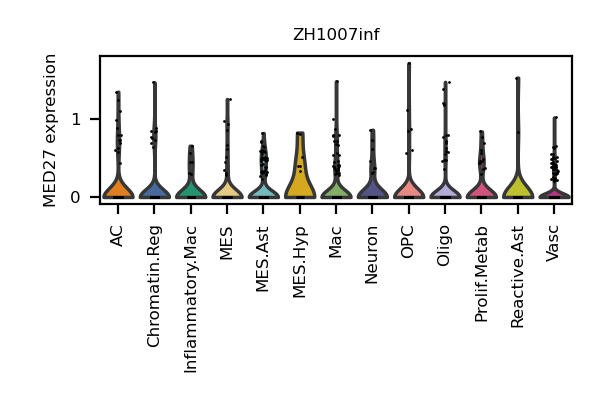 ZH1007inf
MED27 expression
1
0
AC
Chromatin.Reg
Inflammatory.Mac
MES
MES.Ast
MES.Hyp
Mac
Neuron
OPC
Oligo
Prolif.Metab
Reactive.Ast
Vasc